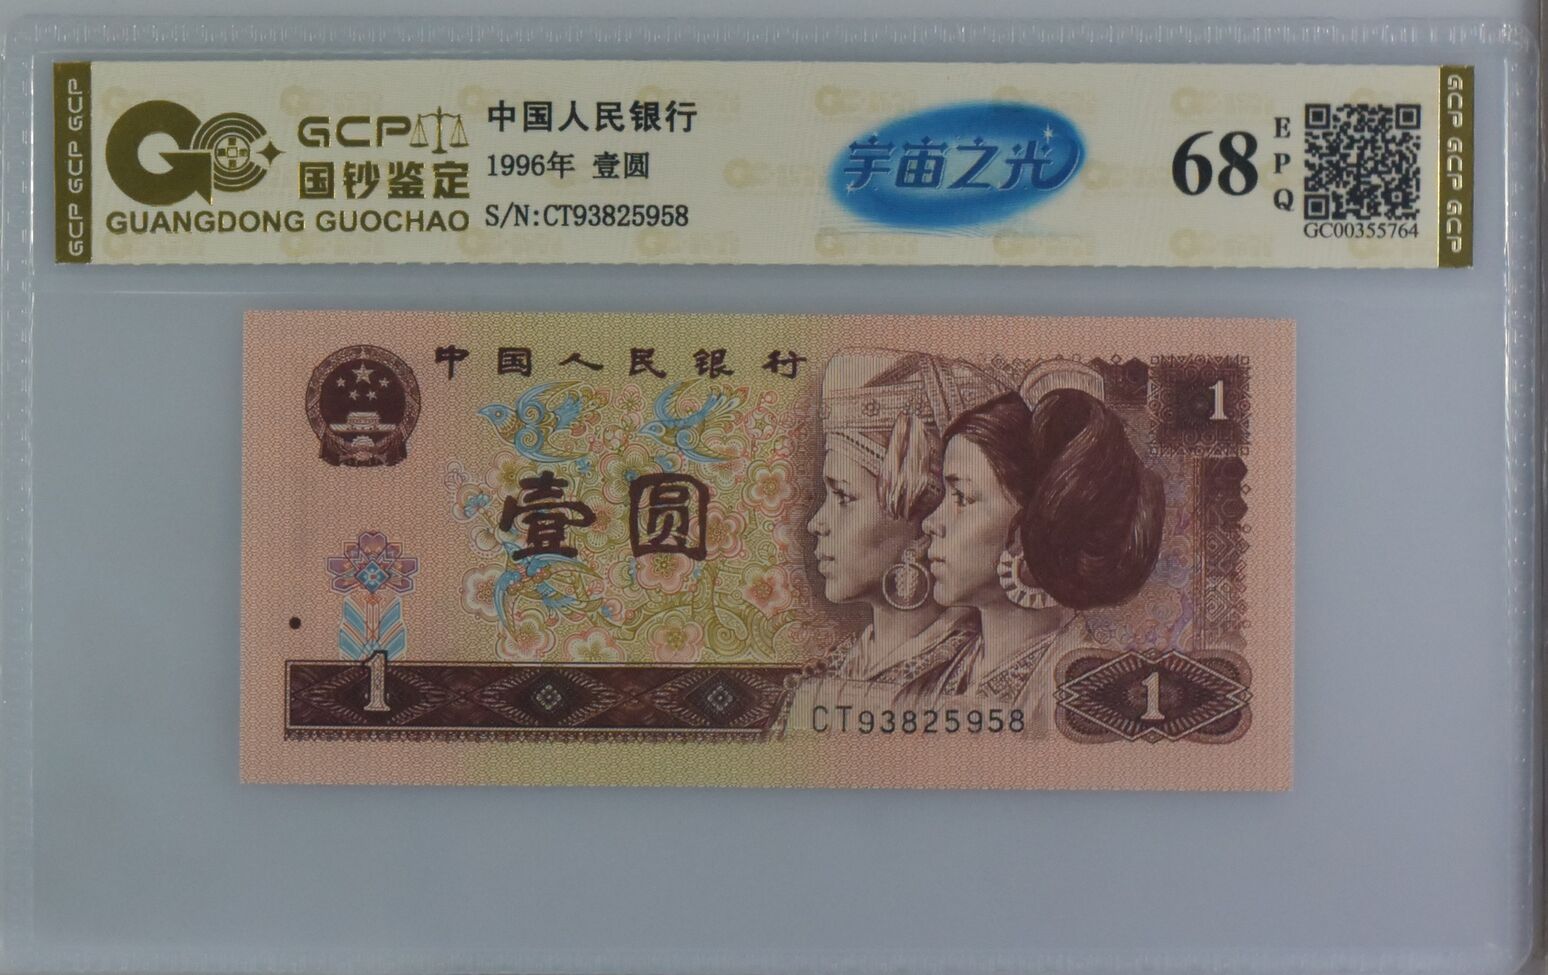 GCP GCP GCP
GCP
国钞鉴定
GUANGDONG GUOCHAO
中国人民银行
1996年 壹圆
S/N:CT93825958
宇宙之光
68
EPQ
GC00355764
GCP GCP GCP
中国人民银行
1
壹圆
1
CT93825958
1